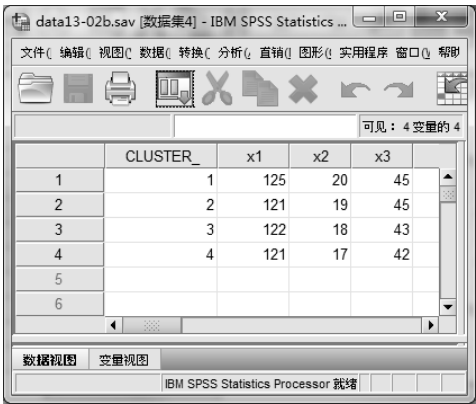 data13-02b.sav [数据集4] - IBM SPSS Statistics ...
文件( 编辑( 视图( 数据( 转换( 分析( 直销( 图形( 实用程序 窗口( 帮助
可见： 4 变量的 4
CLUSTER_ x1 x2 x3
1 1 125 20 45
2 2 121 19 45
3 3 122 18 43
4 4 121 17 42
5
6
数据视图 变量视图
IBM SPSS Statistics Processor 就绪